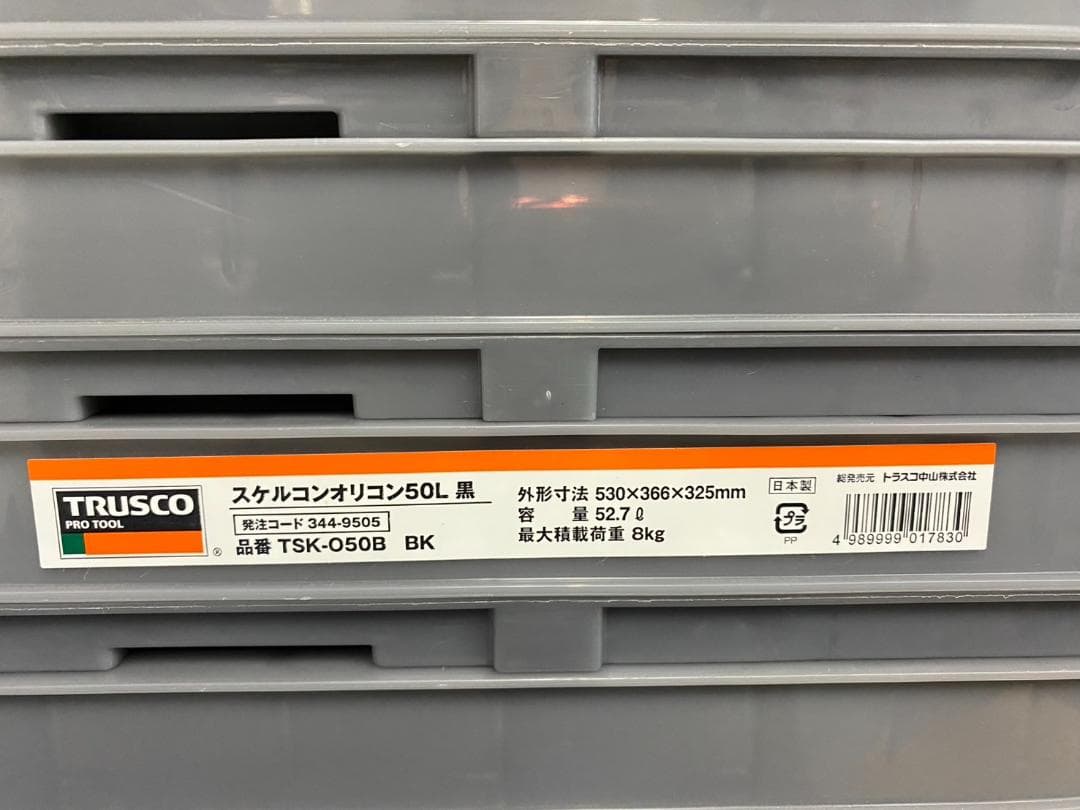 TRUSCO
PRO TOOL
®
スケルコンオリコン50L 黒
発注コード 344-9505
品番 TSK-O50B BK
外形寸法 530×366×325mm
容 量 52.7ℓ
最大積載荷重 8kg
日本製
プラ
PP
総発売元 トラスコ中山株式会社
4 989999 017830